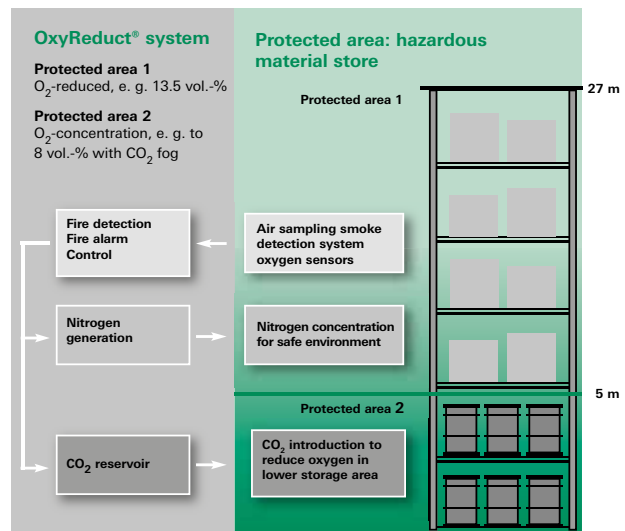 OxyReduct® system
Protected area 1
O₂-reduced, e. g. 13.5 vol.-%
Protected area 2
O₂-concentration, e. g. to
8 vol.-% with CO₂ fog
Protected area: hazardous
material store
Protected area 1
27 m
Fire detection
Fire alarm
Control
Air sampling smoke
detection system
oxygen sensors
Nitrogen
generation
Nitrogen concentration
for safe environment
5 m
Protected area 2
CO₂ reservoir
CO₂ introduction to
reduce oxygen in
lower storage area